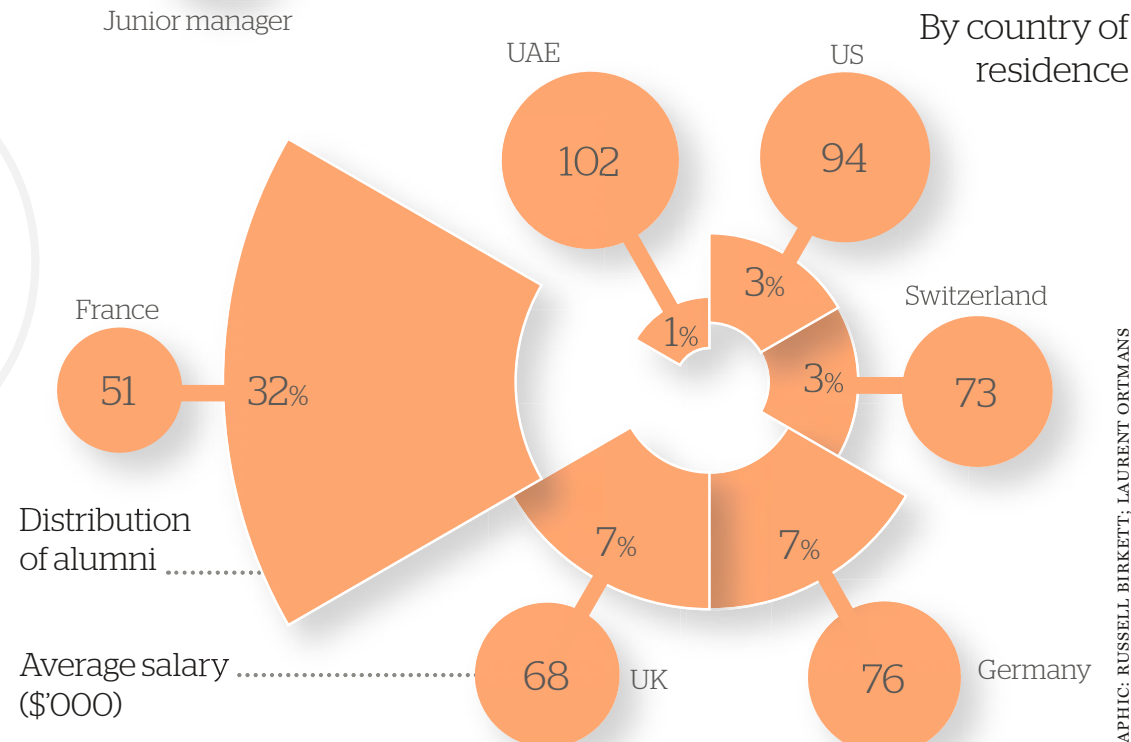 Junior manager
By country of
residence
UAE
102
US
94
1%
3%
Switzerland
3%
73
France
51
32%
Distribution
of alumni
7%
7%
Average salary
($'000)
68
UK
76
Germany
APHIC: RUSSELL BIRKETT; LAURENT ORTMANS